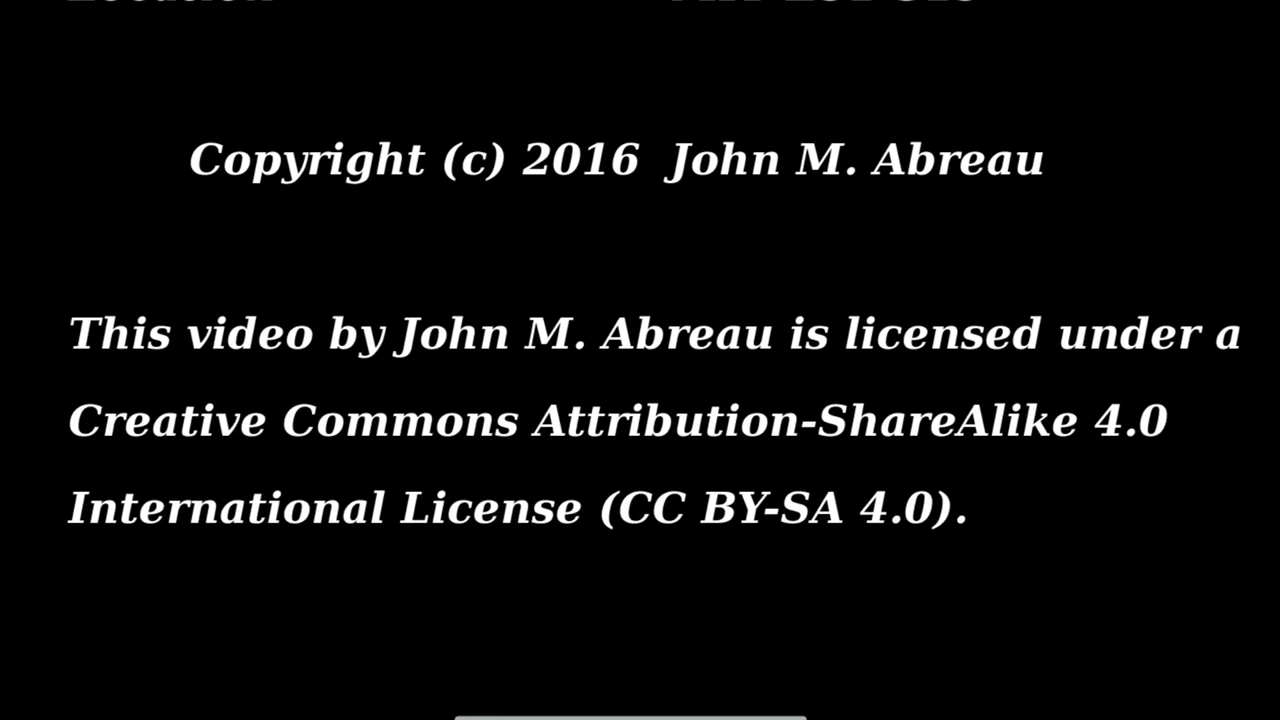 Copyright (c) 2016 John M. Abreau
This video by John M. Abreau is licensed under a
Creative Commons Attribution-ShareAlike 4.0
International License (CC BY-SA 4.0).